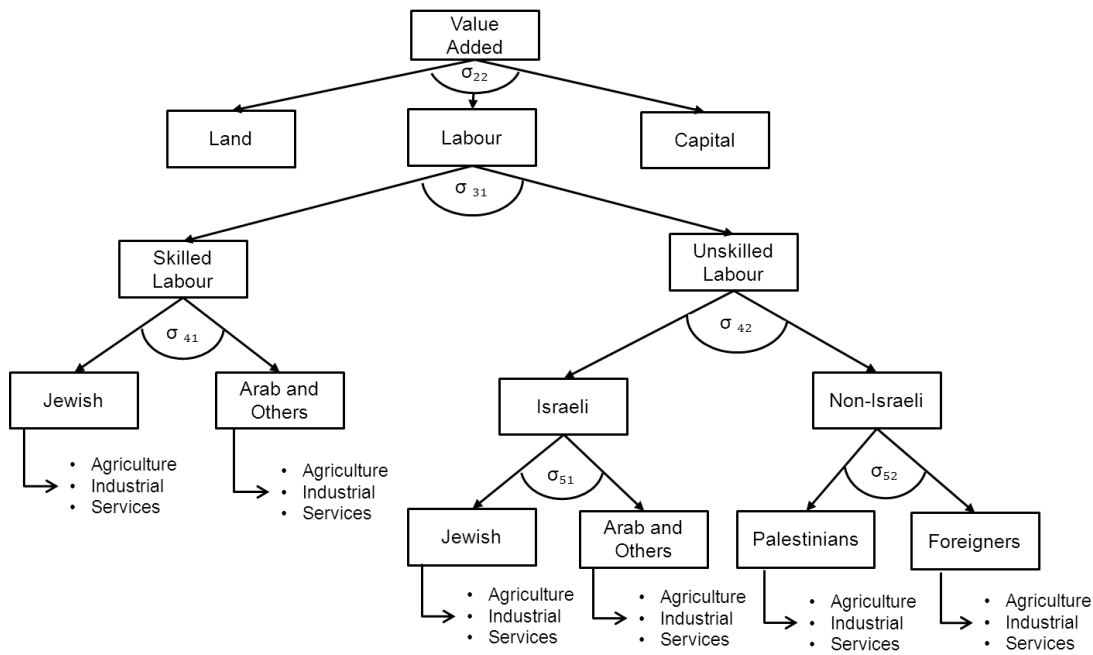 Value
Added
σ22
Land
Labour
Capital
σ 31
Skilled
Labour
Unskilled
Labour
σ 41
σ 42
Jewish
Arab and
Others
Israeli
Non-Israeli
• Agriculture
• Industrial
• Services
• Agriculture
• Industrial
• Services
σ51
σ52
Jewish
Arab and
Others
Palestinians
Foreigners
• Agriculture
• Industrial
• Services
• Agriculture
• Industrial
• Services
• Agriculture
• Industrial
• Services
• Agriculture
• Industrial
• Services